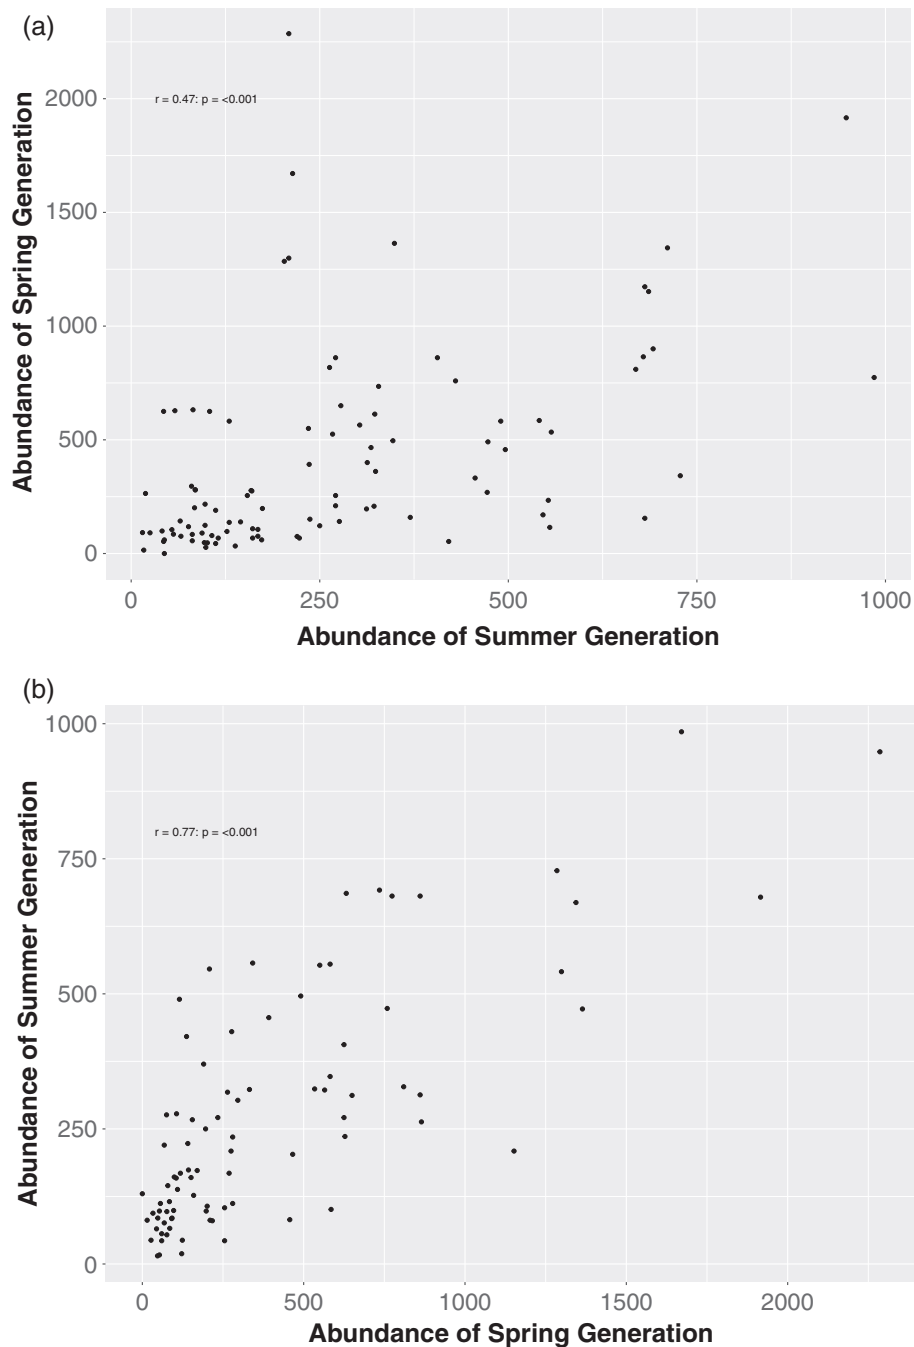 (a)
Abundance of Spring Generation
2000
1500
1000
500
0
r = 0.47: p = <0.001
0 250 500 750 1000
Abundance of Summer Generation
(b)
Abundance of Summer Generation
1000
750
500
250
0
r = 0.77: p = <0.001
0 500 1000 1500 2000
Abundance of Spring Generation